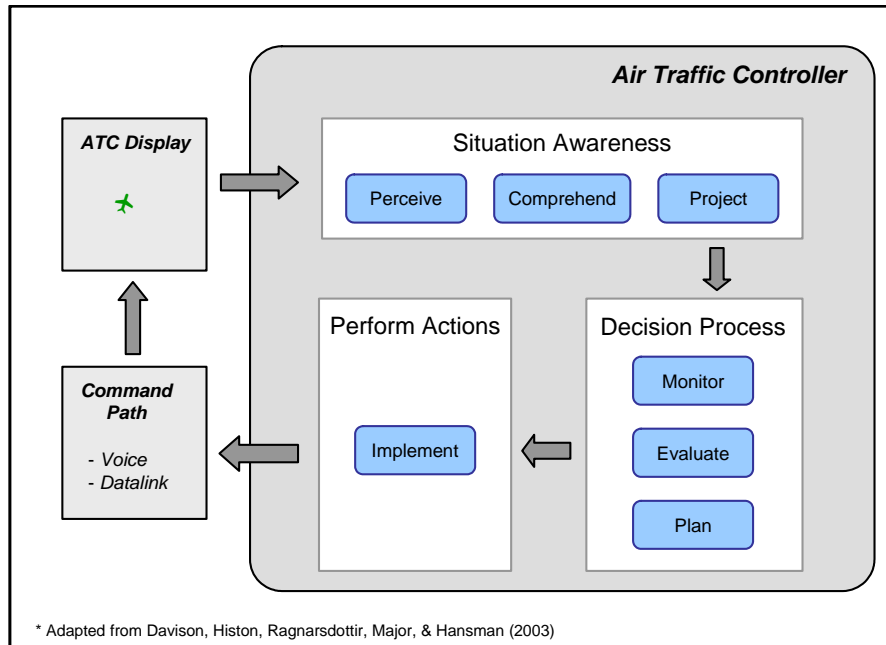 Air Traffic Controller
ATC Display
Situation Awareness
Perceive
Comprehend
Project
Decision Process
Monitor
Evaluate
Plan
Perform Actions
Implement
Command
Path
- Voice
- Datalink
* Adapted from Davison, Histon, Ragnarsdottir, Major, & Hansman (2003)